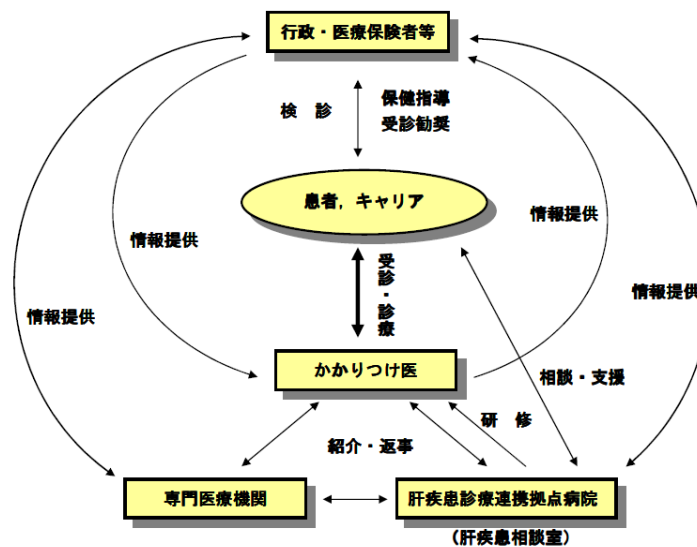 行政・医療保険者等
検　診
保健指導
受診勧奨
患者，キャリア
情報提供
情報提供
情報提供
情報提供
受診・診療
かかりつけ医
相談・支援
研　修
紹介・返事
専門医療機関
肝疾患診療連携拠点病院
（肝疾患相談室）